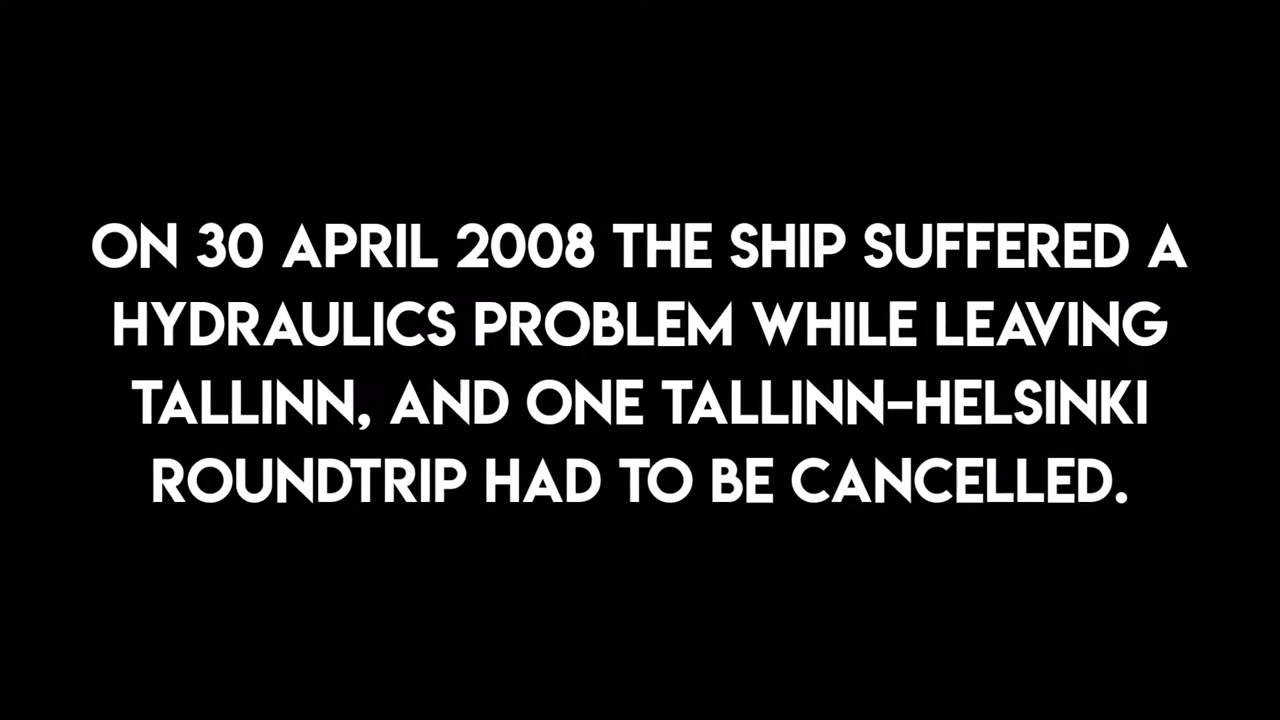 ON 30 APRIL 2008 THE SHIP SUFFERED A
HYDRAULICS PROBLEM WHILE LEAVING
TALLINN, AND ONE TALLINN-HELSINKI
ROUNDTRIP HAD TO BE CANCELLED.